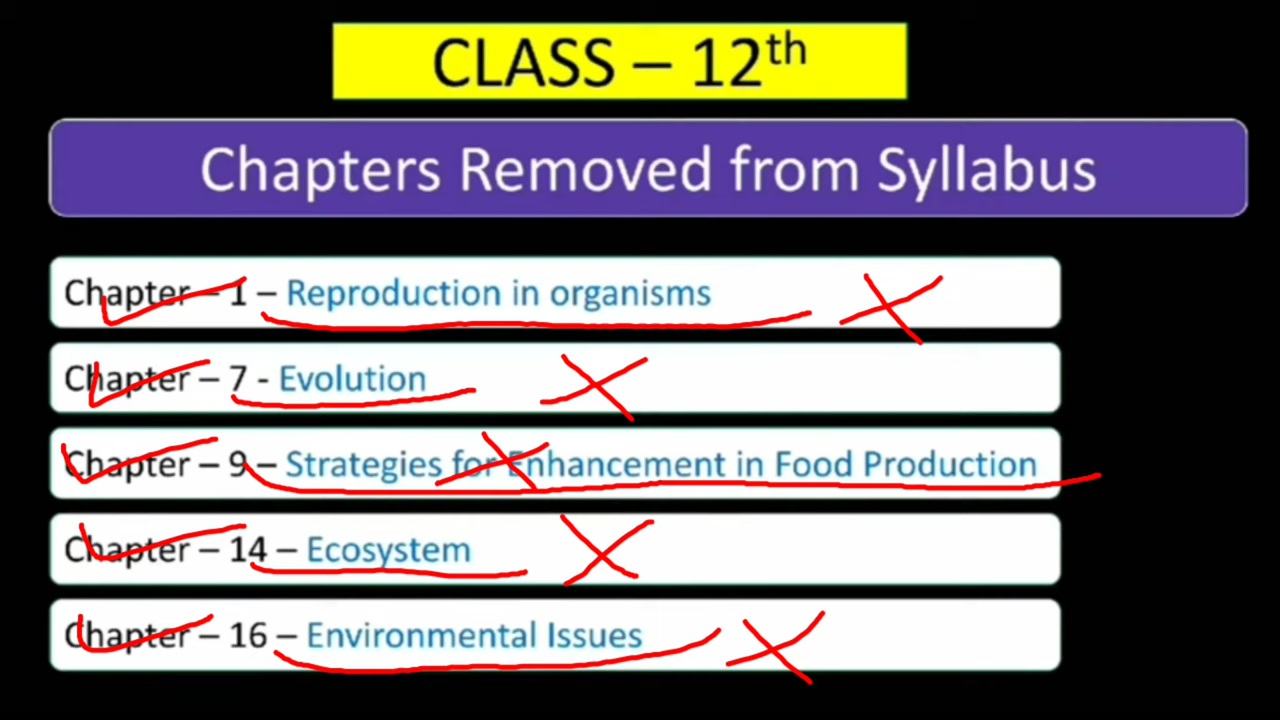 CLASS – 12th
Chapters Removed from Syllabus
Chapter – 1 – Reproduction in organisms
Chapter – 7 - Evolution
Chapter – 9 – Strategies for Enhancement in Food Production
Chapter – 14 – Ecosystem
Chapter – 16 – Environmental Issues